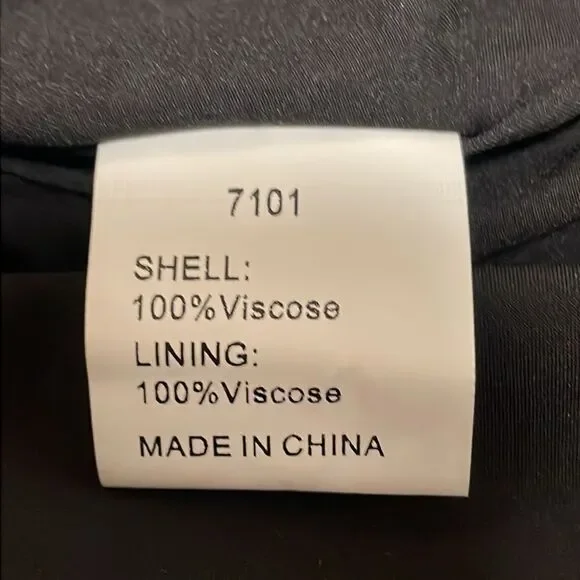 7101
SHELL:
100%Viscose
LINING:
100%Viscose
MADE IN CHINA